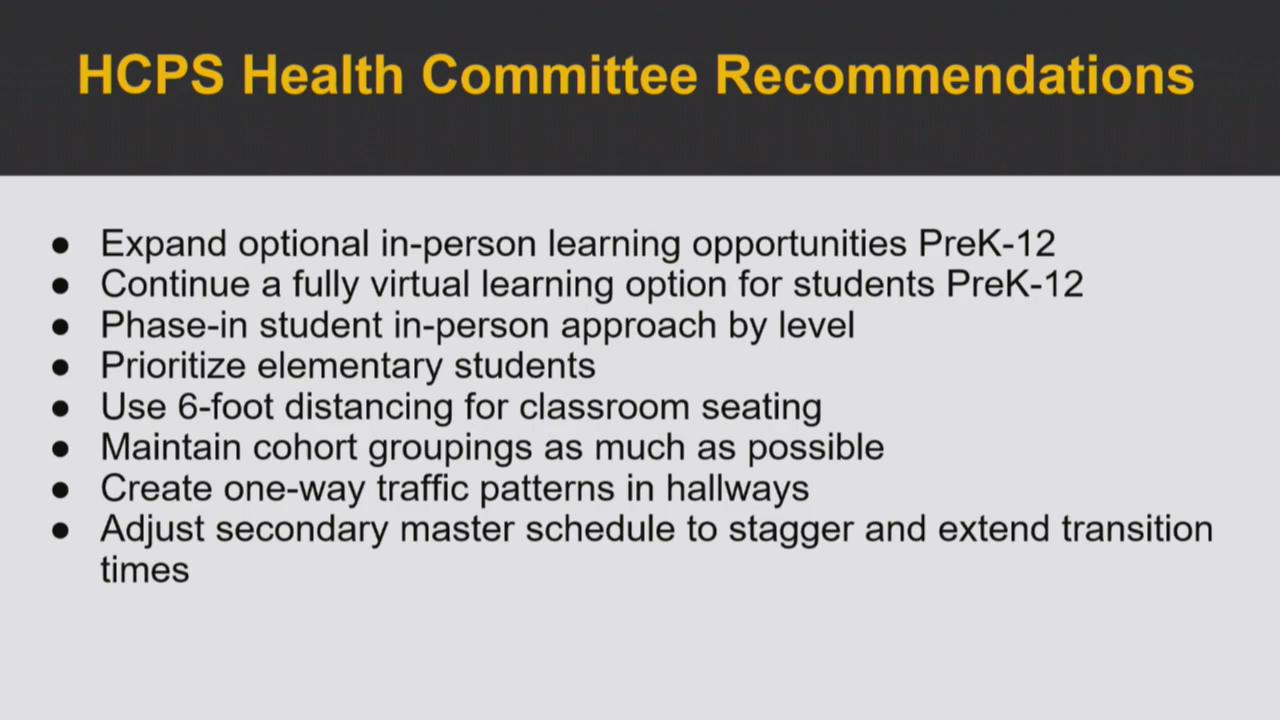 HCPS Health Committee Recommendations
● Expand optional in-person learning opportunities PreK-12
● Continue a fully virtual learning option for students PreK-12
● Phase-in student in-person approach by level
● Prioritize elementary students
● Use 6-foot distancing for classroom seating
● Maintain cohort groupings as much as possible
● Create one-way traffic patterns in hallways
● Adjust secondary master schedule to stagger and extend transition
times